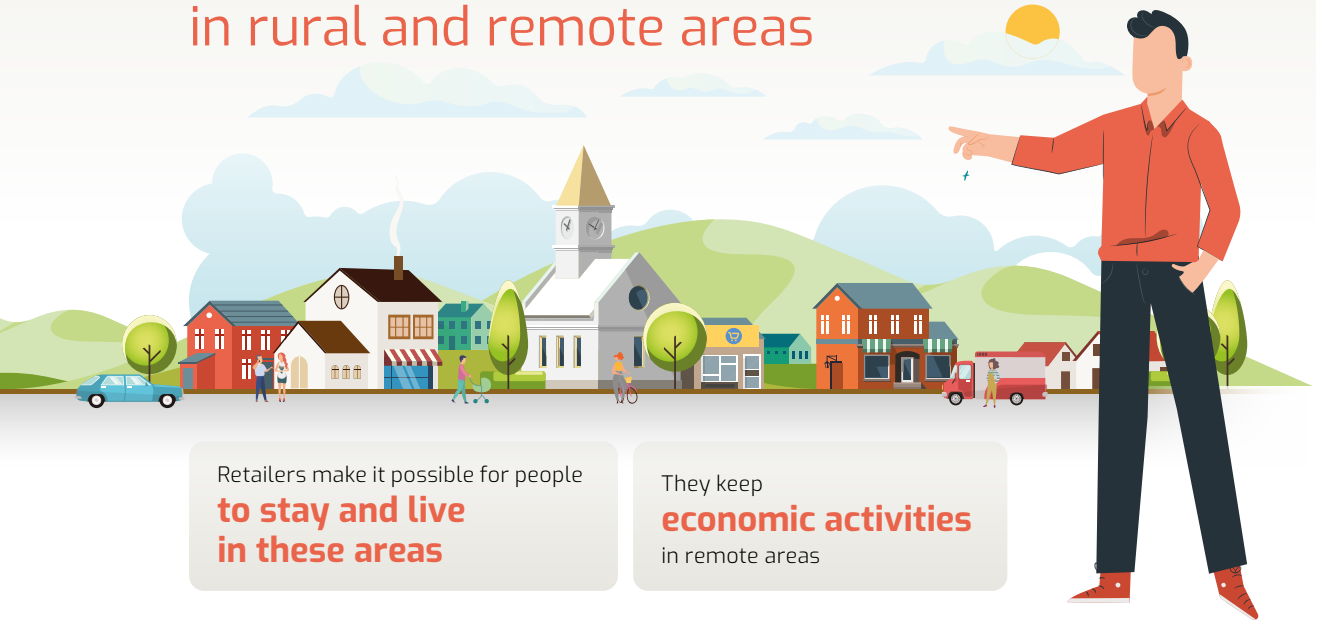 in rural and remote areas
Retailers make it possible for people
to stay and live
in these areas
They keep
economic activities
in remote areas